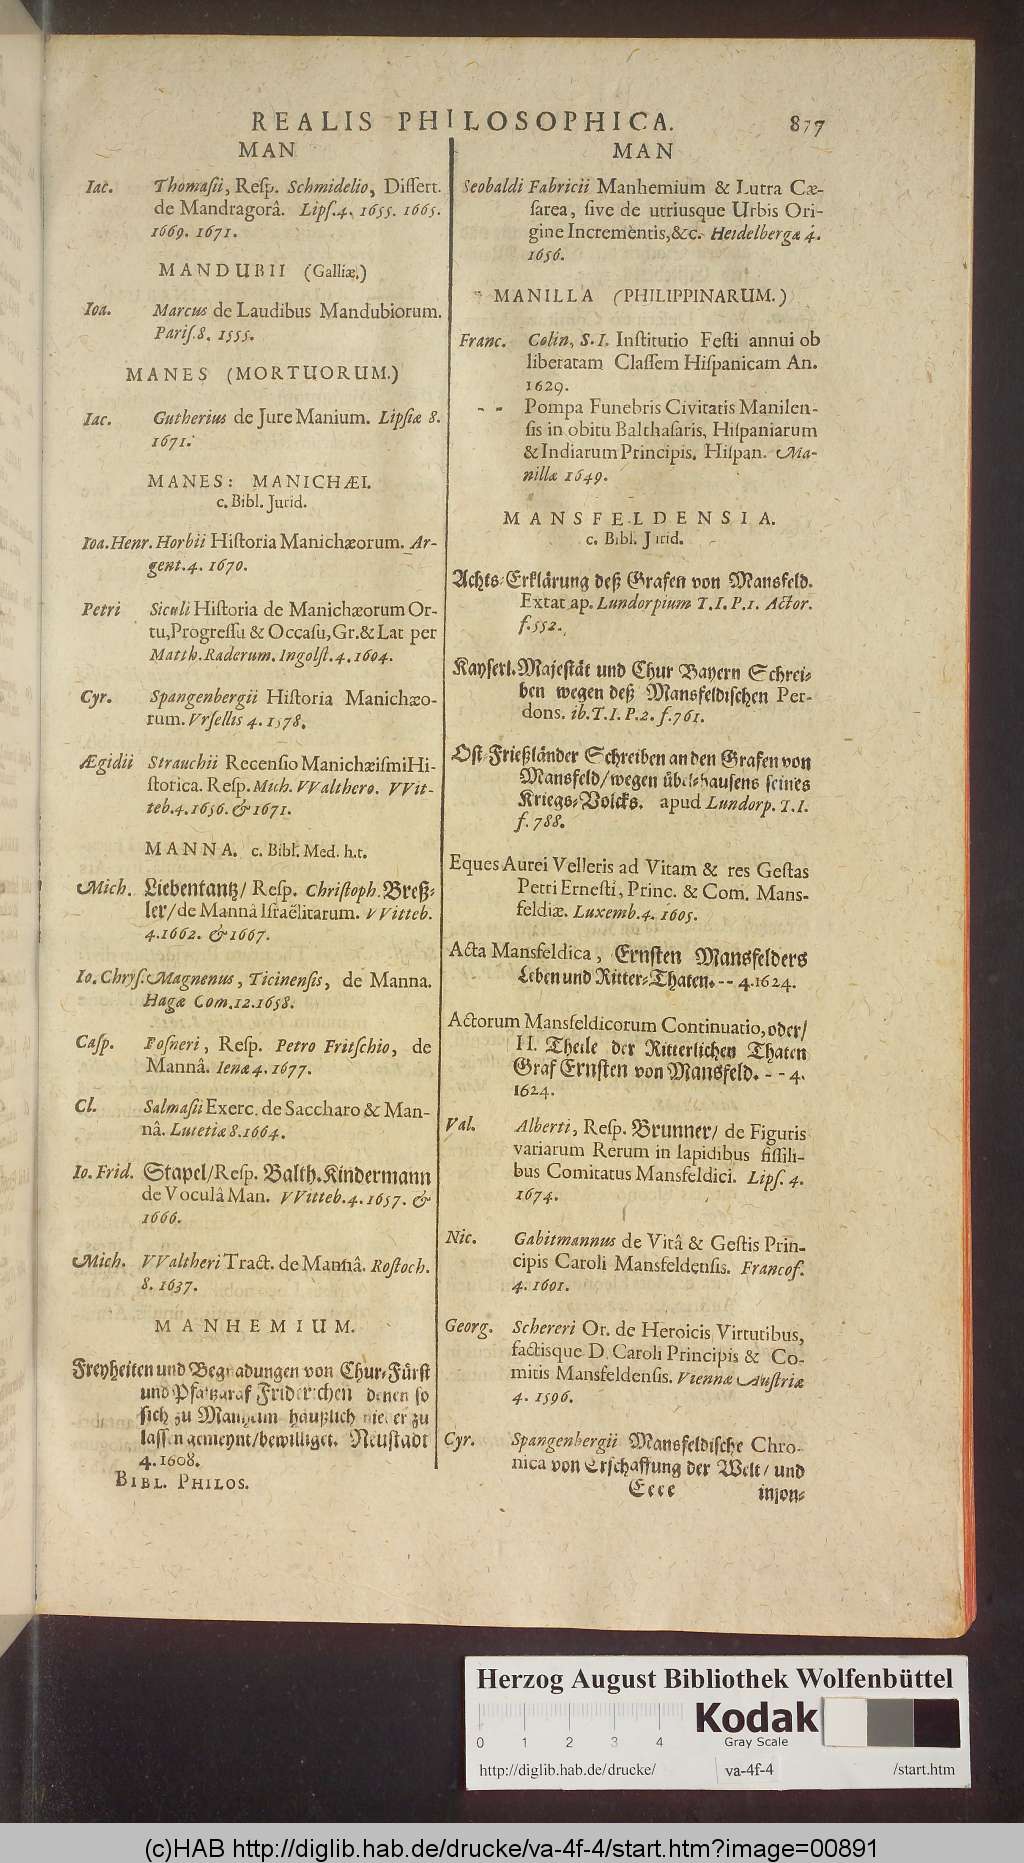 REALIS PHILOSOPHICA. 877
MAN
Iac. Thomasii, Resp. Schmidelio, Dissert.
de Mandragorâ. Lips. 4. 1655. 1665.
1669. 1671.
MANDUBII (Galliæ.)
Ioa. Marcus de Laudibus Mandubiorum.
Paris. 8. 1555.
MANES (MORTUORUM.)
Iac. Gutherius de Jure Manium. Lipsiæ 8.
1671.
MANES: MANICHÆI.
c. Bibl. Jurid.
Ioa. Henr. Horbii Historia Manichæorum. Ar-
gent. 4. 1670.
Petri Siculi Historia de Manichæorum Or-
tu, Progressu & Occasu, Gr. & Lat per
Matth. Raderum. Ingolst. 4. 1604.
Cyr. Spangenbergii Historia Manichæo-
rum. Ursellis 4. 1578.
Ægidii Strauchii Recensio Manichæismi Hi-
storica. Resp. Mich. VValthero. VVit-
teb. 4. 1656. & 1671.
MANNA. c. Bibl. Med. h.t.
Mich. Liebentantz/ Resp. Christoph. Breß-
ler/ de Mannâ Israëlitarum. VVitteb.
4. 1662. & 1667.
Io. Chrys. Magnenus, Ticinensis, de Manna.
Hagæ Com. 12. 1658.
Casp. Posneri, Resp. Petro Fritschio, de
Mannâ. Ienæ 4. 1677.
Cl. Salmasii Exerc. de Saccharo & Man-
nâ. Lutetiæ 8. 1664.
Io. Frid. Stapel/ Resp. Balth. Kindermann
de Voculâ Man. VVitteb. 4. 1657. &
1666.
Mich. VValtheri Tract. de Mannâ. Rostoch.
8. 1637.
MANHEMIUM.
Freyheiten und Begnadungen von Chur-Fürst
und Pfaltzgraf Friderichen denen so
sich zu Manheim häußlich nieder zu
lassen gemeynt/ bewilliget. Neustadt
4. 1608.
BIBL. PHILOS.
MAN
Seobaldi Fabricii Manhemium & Lutra Cæ-
sarea, sive de utriusque Urbis Ori-
gine Incrementis, &c. Heidelbergæ 4.
1656.
MANILLA (PHILIPPINARUM.)
Franc. Colin, S. I. Institutio Festi annui ob
liberatam Classem Hispanicam An.
1629.
- - Pompa Funebris Civitatis Manilen-
sis in obitu Balthasaris, Hispaniarum
& Indiarum Principis. Hispan. Ma-
nillæ 1649.
MANSFELDENSIA.
c. Bibl. Jurid.
Achts-Erklärung deß Grafen von Mansfeld.
Extat ap. Lundorpium T. I. P. 1. Actor.
f. 552.
Kayserl. Majestät und Chur Bayern Schrei-
ben wegen deß Mansfeldischen Per-
dons. ib. T. I. P. 2. f. 761.
Ost-Frießländer Schreiben an den Grafen von
Mansfeld/ wegen übel-hausens seines
Kriegs-Volcks. apud Lundorp. T. I.
f. 788.
Eques Aurei Velleris ad Vitam & res Gestas
Petri Ernesti, Princ. & Com. Mans-
feldiæ. Luxemb. 4. 1605.
Acta Mansfeldica, Ernsten Mansfelders
Leben und Ritter-Thaten. - - 4. 1624.
Actorum Mansfeldicorum Continuatio, oder/
II. Theile der Ritterlichen Thaten
Graf Ernsten von Mansfeld. - - 4.
1624.
Val. Alberti, Resp. Brunner/ de Figuris
variarum Rerum in lapidibus fissili-
bus Comitatus Mansfeldici. Lips. 4.
1674.
Nic. Gabitmannus de Vitâ & Gestis Prin-
cipis Caroli Mansfeldensis. Francof.
4. 1601.
Georg. Schereri Or. de Heroicis Virtutibus,
factisque D. Caroli Principis & Co-
mitis Mansfeldensis. Viennæ Austriæ
4. 1596.
Cyr. Spangenbergii Mansfeldische Chro-
nica von Erschaffung der Welt/ und
Eeee inson-
Herzog August Bibliothek Wolfenbüttel
Kodak
Gray Scale
0 1 2 3 4
http://diglib.hab.de/drucke/ va-4f-4 /start.htm
(c)HAB http://diglib.hab.de/drucke/va-4f-4/start.htm?image=00891